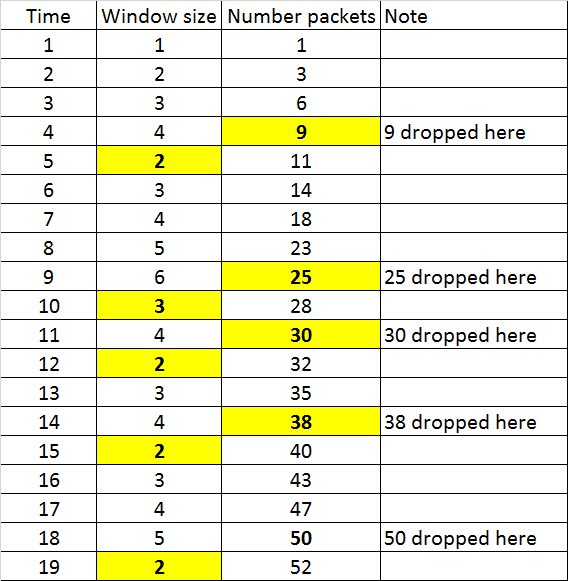 Time Window size Number packets Note
1 1 1
2 2 3
3 3 6
4 4 9 9 dropped here
5 2 11
6 3 14
7 4 18
8 5 23
9 6 25 25 dropped here
10 3 28
11 4 30 30 dropped here
12 2 32
13 3 35
14 4 38 38 dropped here
15 2 40
16 3 43
17 4 47
18 5 50 50 dropped here
19 2 52